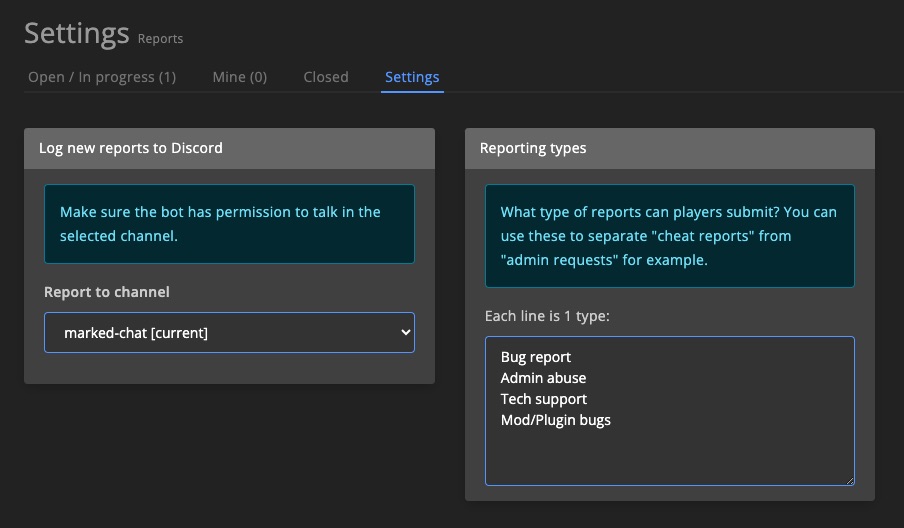 Settings Reports
Open / In progress (1) Mine (0) Closed Settings
Log new reports to Discord
Make sure the bot has permission to talk in the
selected channel.
Report to channel
marked-chat [current]
Reporting types
What type of reports can players submit? You can
use these to separate "cheat reports" from
"admin requests" for example.
Each line is 1 type:
Bug report
Admin abuse
Tech support
Mod/Plugin bugs